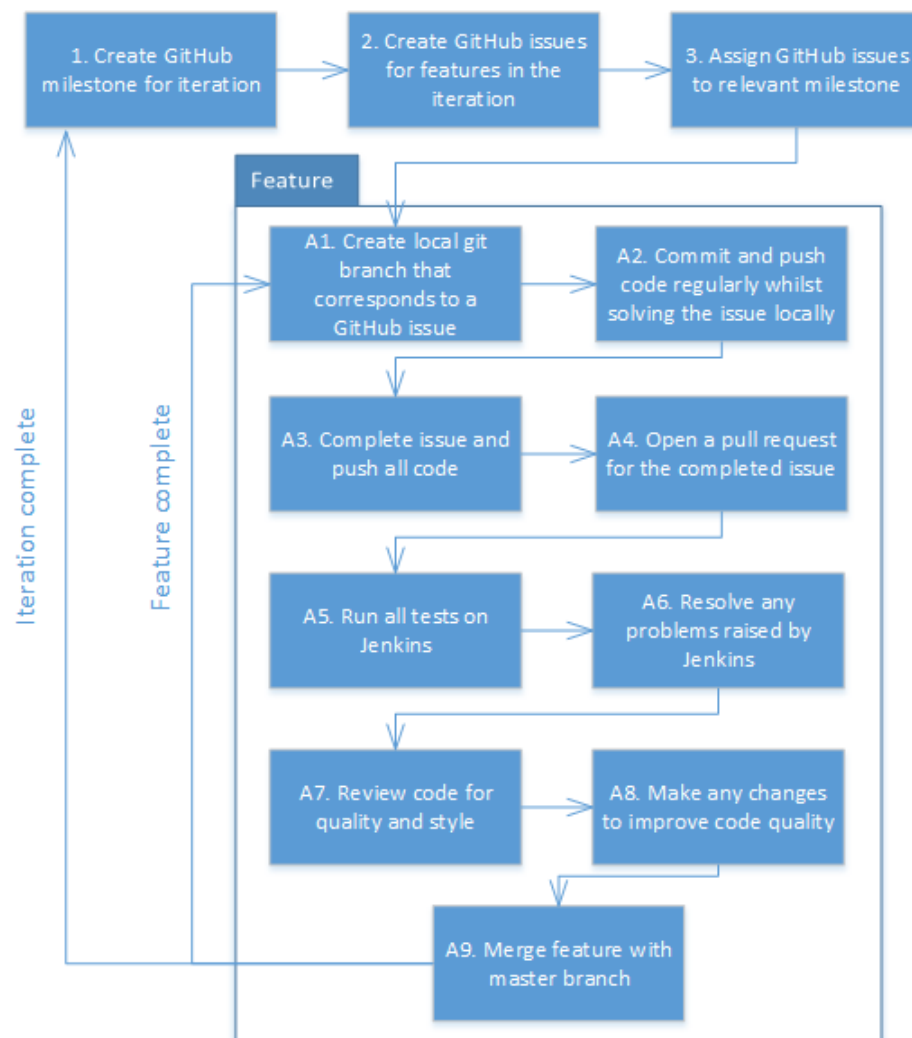 1. Create GitHub
milestone for iteration
2. Create GitHub issues
for features in the
iteration
3. Assign GitHub issues
to relevant milestone
Feature
A1. Create local git
branch that
corresponds to a
GitHub issue
A2. Commit and push
code regularly whilst
solving the issue locally
A3. Complete issue and
push all code
A4. Open a pull request
for the completed issue
A5. Run all tests on
Jenkins
A6. Resolve any
problems raised by
Jenkins
A7. Review code for
quality and style
A8. Make any changes
to improve code quality
A9. Merge feature with
master branch
Iteration complete
Feature complete